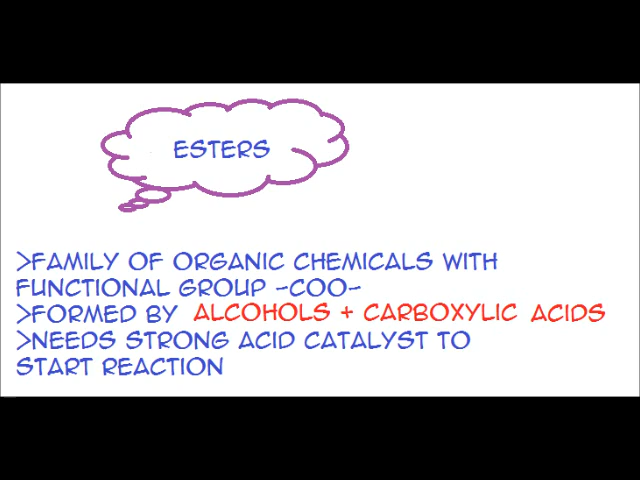 ESTERS
>FAMILY OF ORGANIC CHEMICALS WITH
FUNCTIONAL GROUP -COO-
>FORMED BY ALCOHOLS + CARBOXYLIC ACIDS
>NEEDS STRONG ACID CATALYST TO
START REACTION